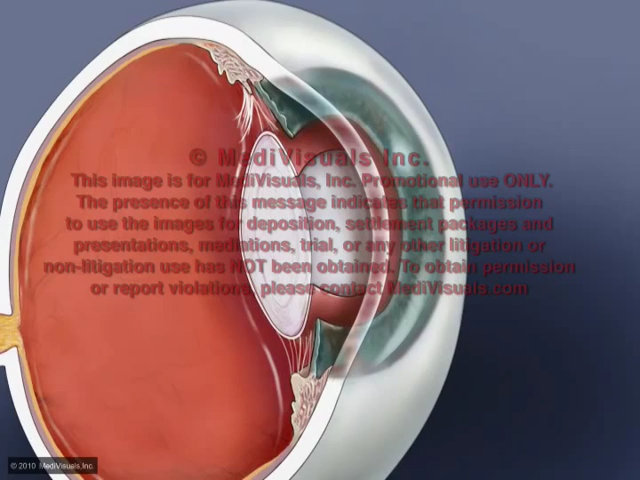 © MediVisuals Inc.
This image is for MediVisuals, Inc. Promotional use ONLY.
The presence of this message indicates that permission
to use the images for deposition, settlement packages and
presentations, mediations, trial, or any other litigation or
non-litigation use has NOT been obtained. To obtain permission
or report violations, please contact MediVisuals.com
© 2010 MediVisuals,Inc.